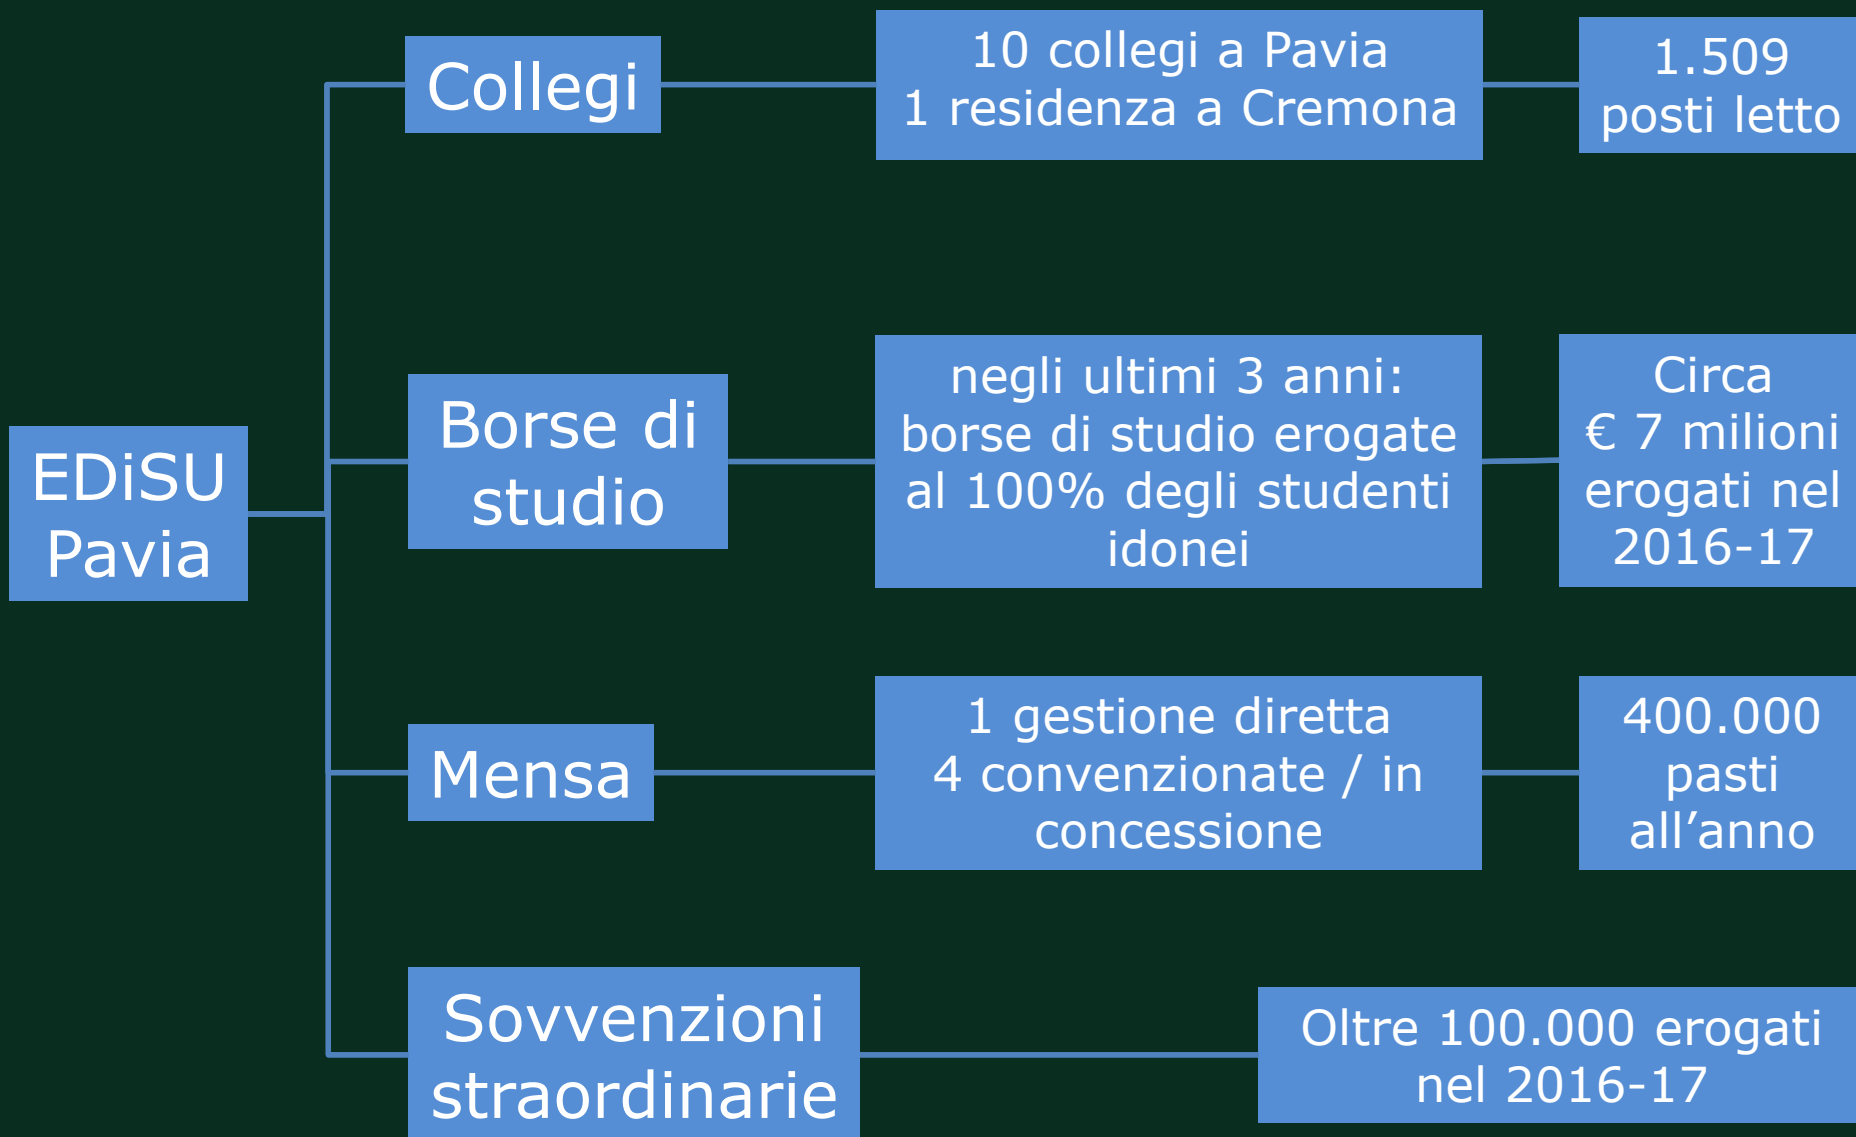 EDiSU
Pavia
Collegi
10 collegi a Pavia
1 residenza a Cremona
1.509
posti letto
Borse di
studio
negli ultimi 3 anni:
borse di studio erogate
al 100% degli studenti
idonei
Circa
€ 7 milioni
erogati nel
2016-17
Mensa
1 gestione diretta
4 convenzionate / in
concessione
400.000
pasti
all’anno
Sovvenzioni
straordinarie
Oltre 100.000 erogati
nel 2016-17